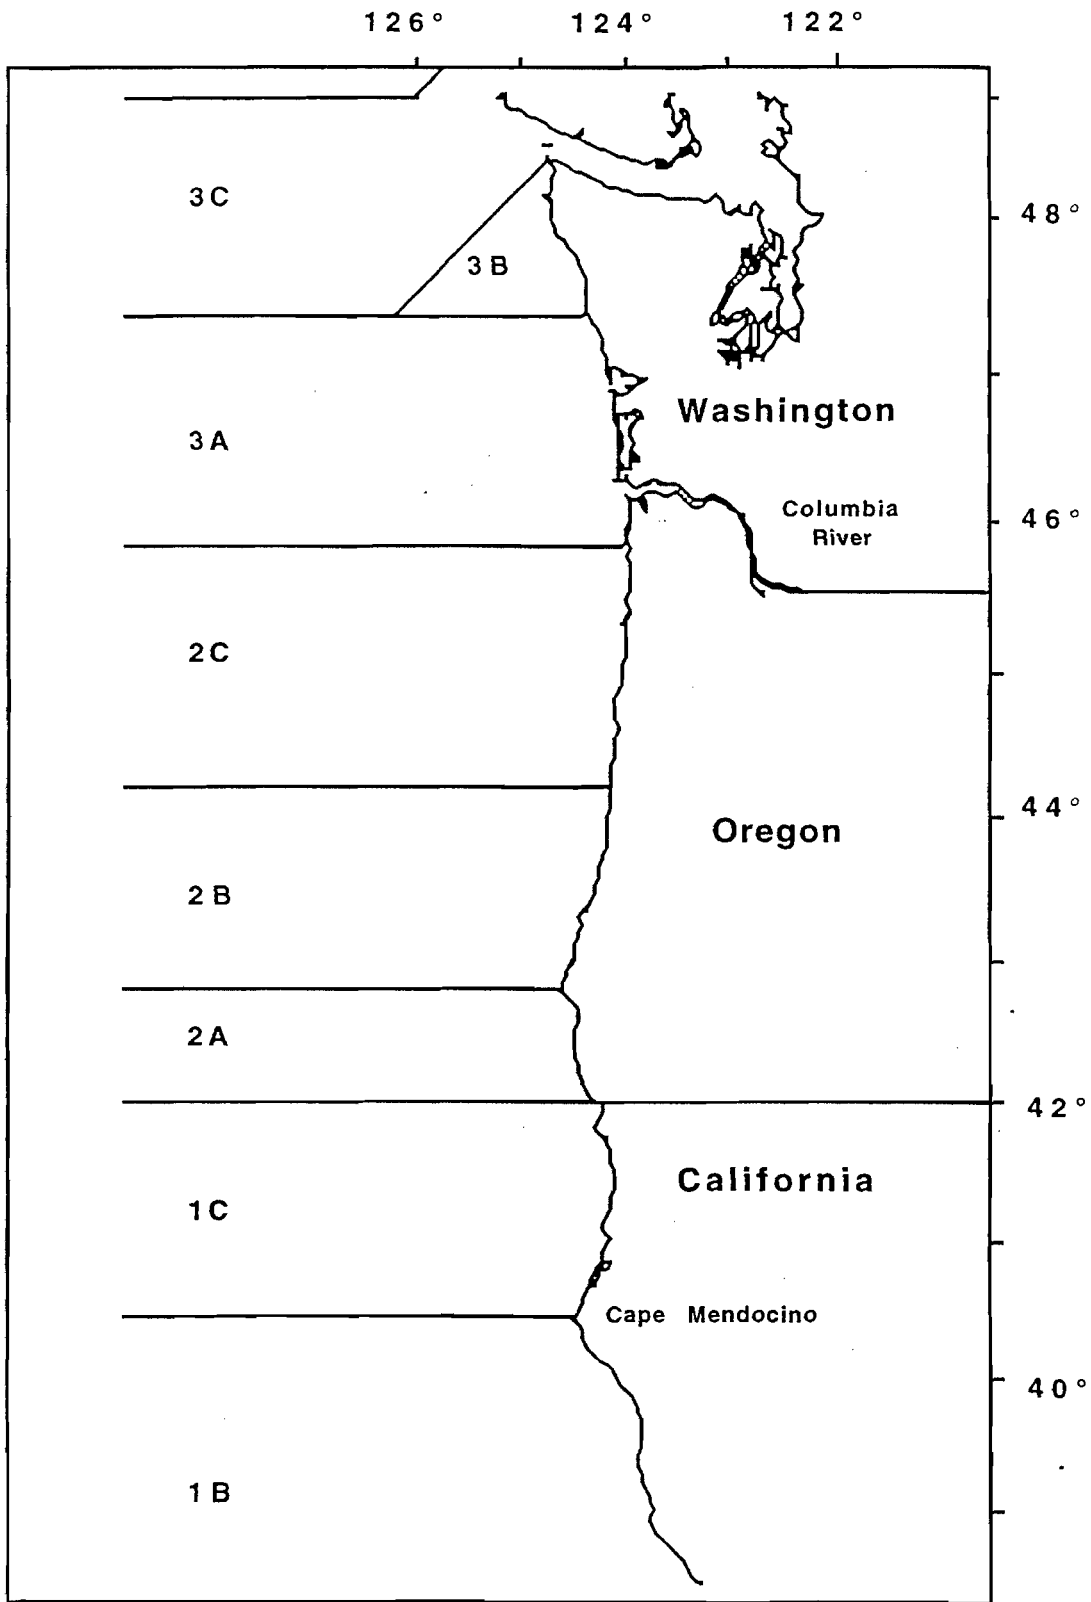 126° 124° 122°
3C
48°
3B
Washington
3A
Columbia
River
46°
2C
44°
Oregon
2B
2A
42°
California
1C
Cape Mendocino
40°
1B